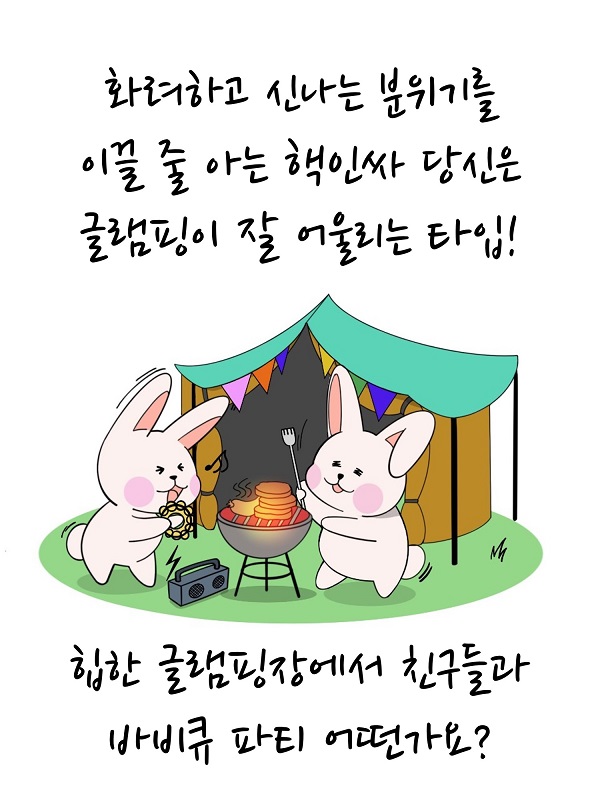 화려하고 신나는 분위기를
이끌 줄 아는 핵인싸 당신은
글램핑이 잘 어울리는 타입!
힙한 글램핑장에서 친구들과
바비큐 파티 어떤가요?